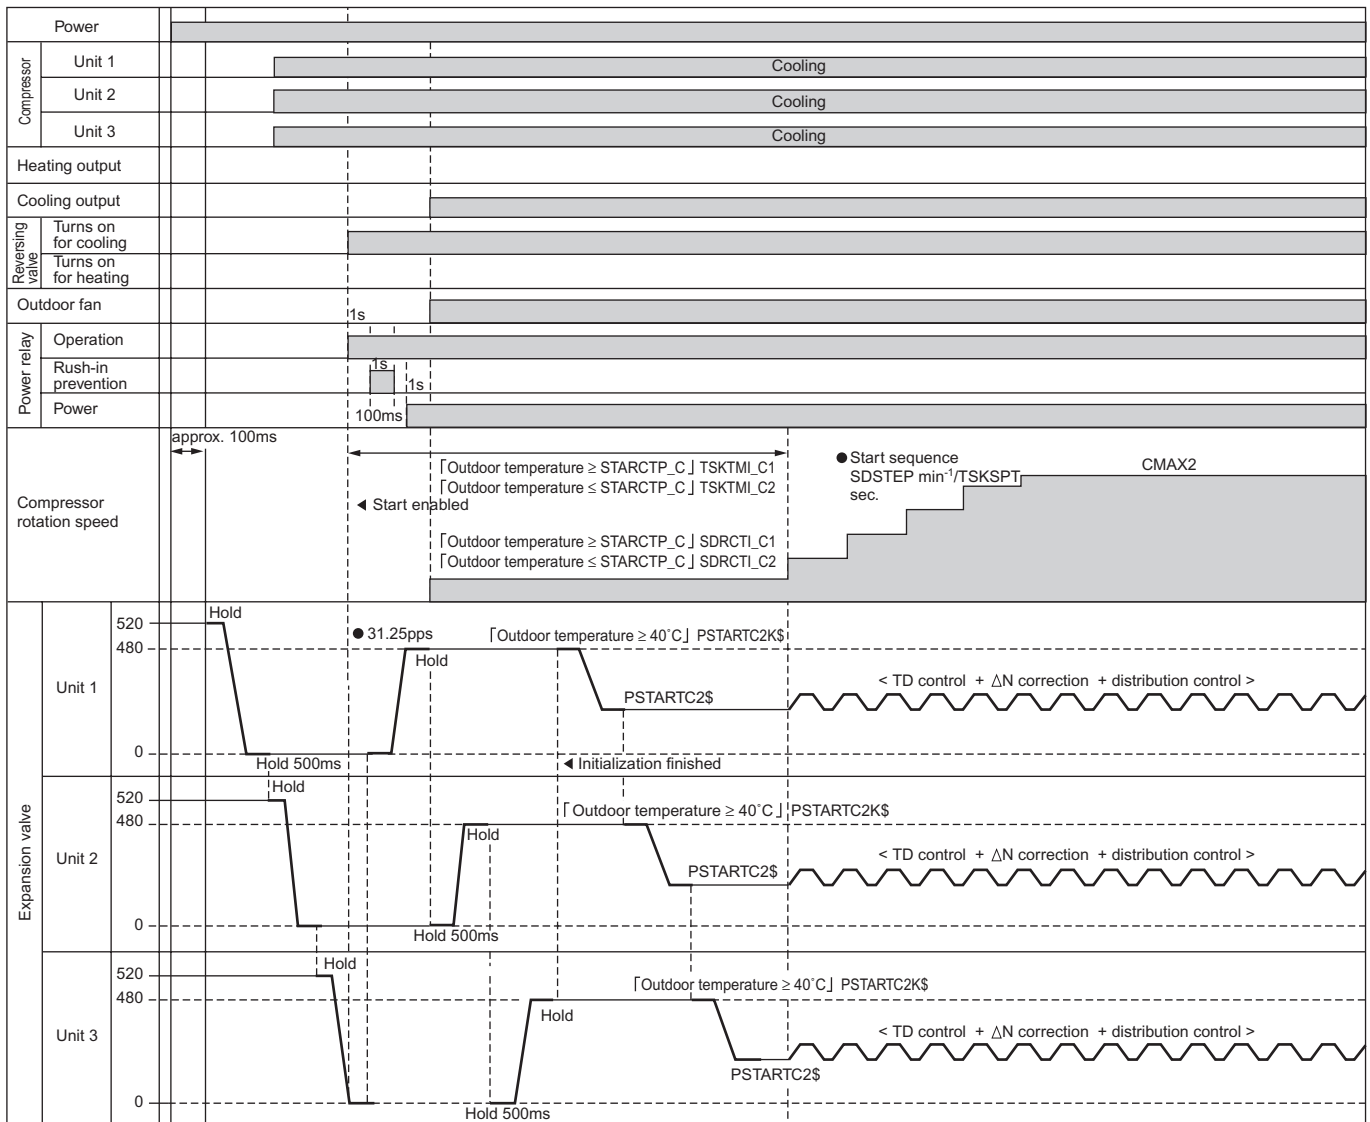 Power
Compressor
Unit 1
Cooling
Unit 2
Cooling
Unit 3
Cooling
Heating output
Cooling output
Reversing
valve
Turns on
for cooling
Turns on
for heating
Outdoor fan
1s
Power relay
Operation
Rush-in
prevention
1s
1s
Power
100ms
approx. 100ms
Compressor
rotation speed
「Outdoor temperature ≥ STARCTP_C」TSKTMI_C1
「Outdoor temperature ≤ STARCTP_C」TSKTMI_C2
◀ Start enabled
「Outdoor temperature ≥ STARCTP_C」SDRCTI_C1
「Outdoor temperature ≤ STARCTP_C」SDRCTI_C2
● Start sequence
SDSTEP min-1/TSKSPT
sec.
CMAX2
Expansion valve
Unit 1
520
480
0
Hold
● 31.25pps
Hold
「Outdoor temperature ≥ 40˚C」PSTARTC2K$
PSTARTC2$
< TD control + ΔN correction + distribution control >
Hold 500ms
◀ Initialization finished
Unit 2
520
480
0
Hold
Hold
「Outdoor temperature ≥ 40˚C」PSTARTC2K$
PSTARTC2$
< TD control + ΔN correction + distribution control >
Hold 500ms
Unit 3
520
480
0
Hold
Hold
「Outdoor temperature ≥ 40˚C」PSTARTC2K$
PSTARTC2$
< TD control + ΔN correction + distribution control >
Hold 500ms